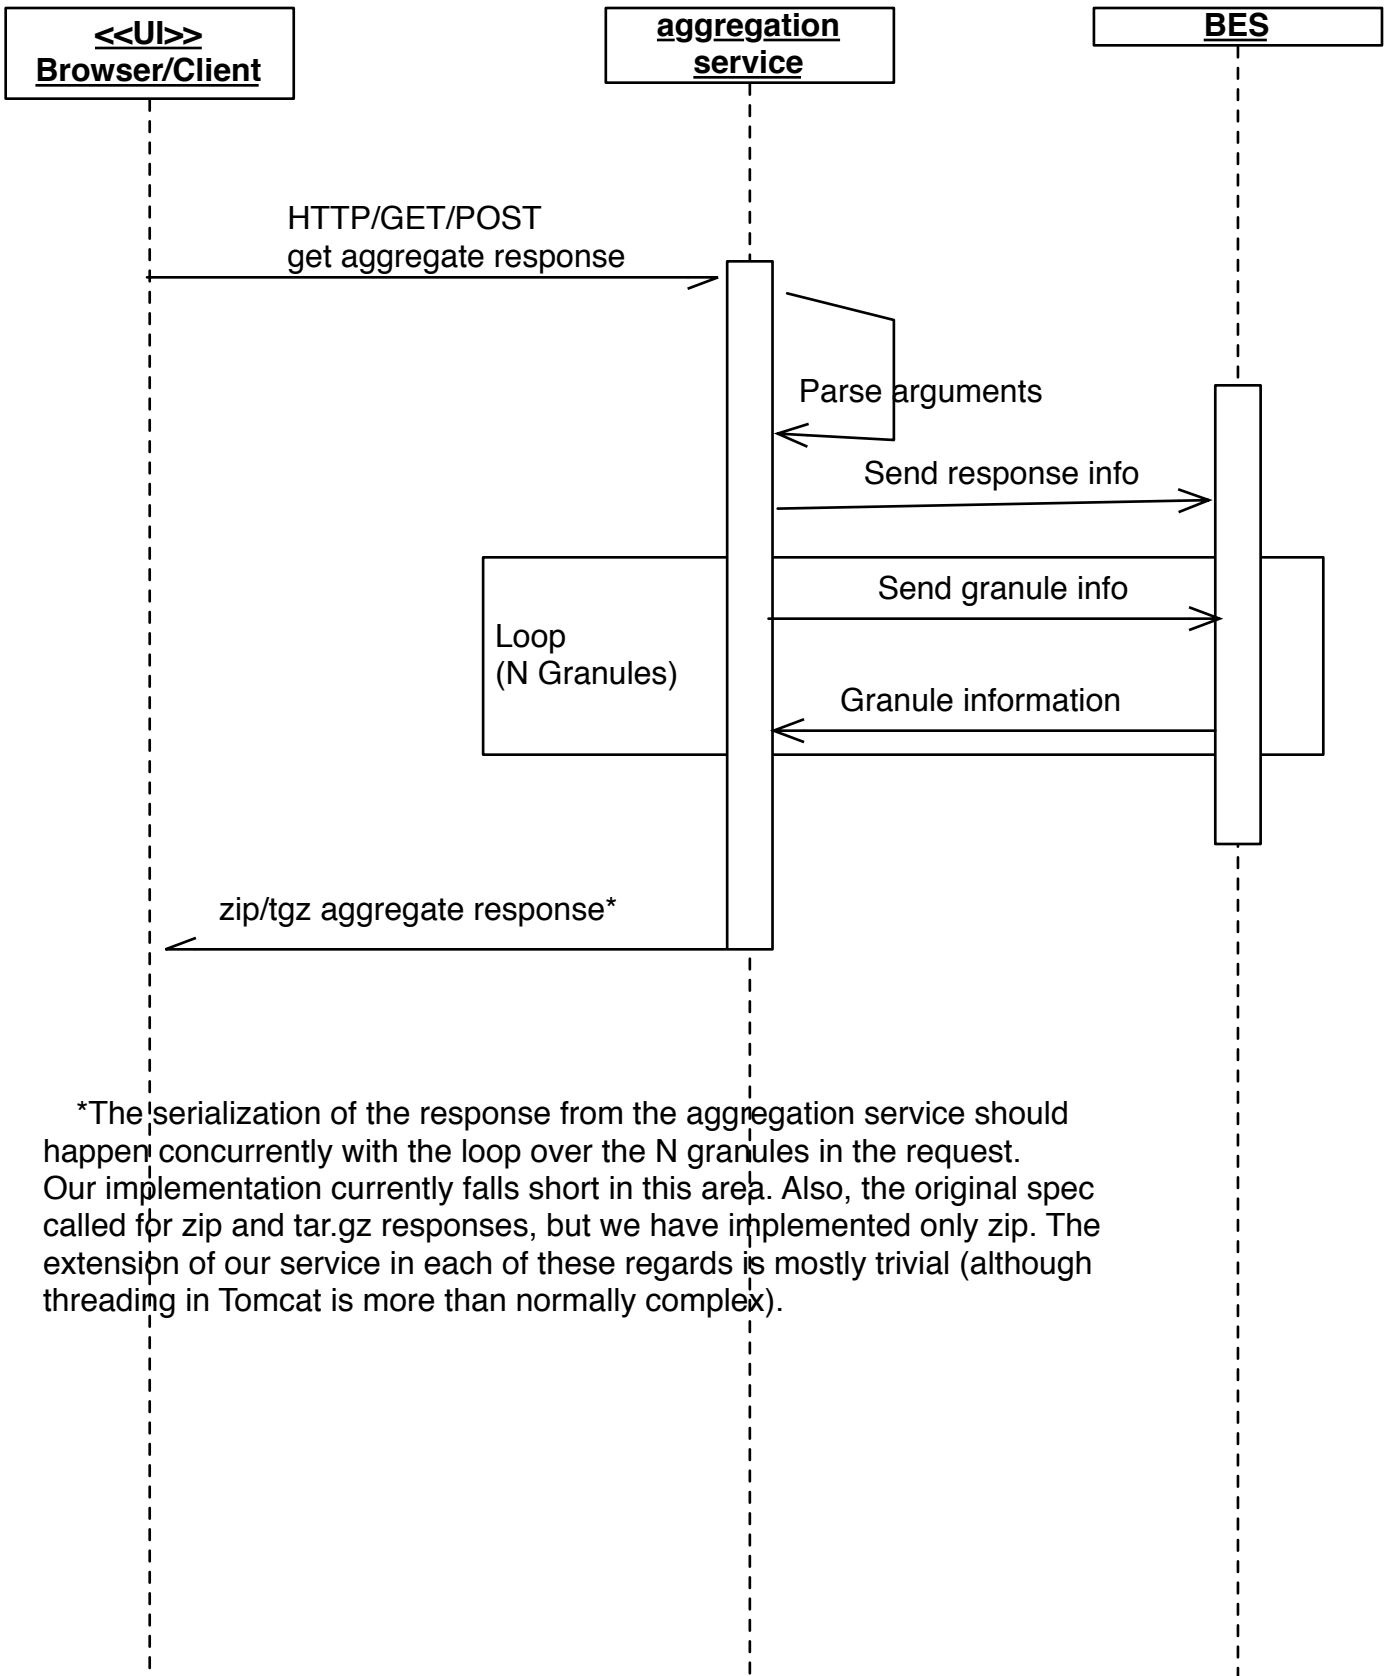 <<UI>>
Browser/Client
aggregation
service
BES
HTTP/GET/POST
get aggregate response
Parse arguments
Send response info
Send granule info
Loop
(N Granules)
Granule information
zip/tgz aggregate response*
*The serialization of the response from the aggregation service should
happen concurrently with the loop over the N granules in the request.
Our implementation currently falls short in this area. Also, the original spec
called for zip and tar.gz responses, but we have implemented only zip. The
extension of our service in each of these regards is mostly trivial (although
threading in Tomcat is more than normally complex).